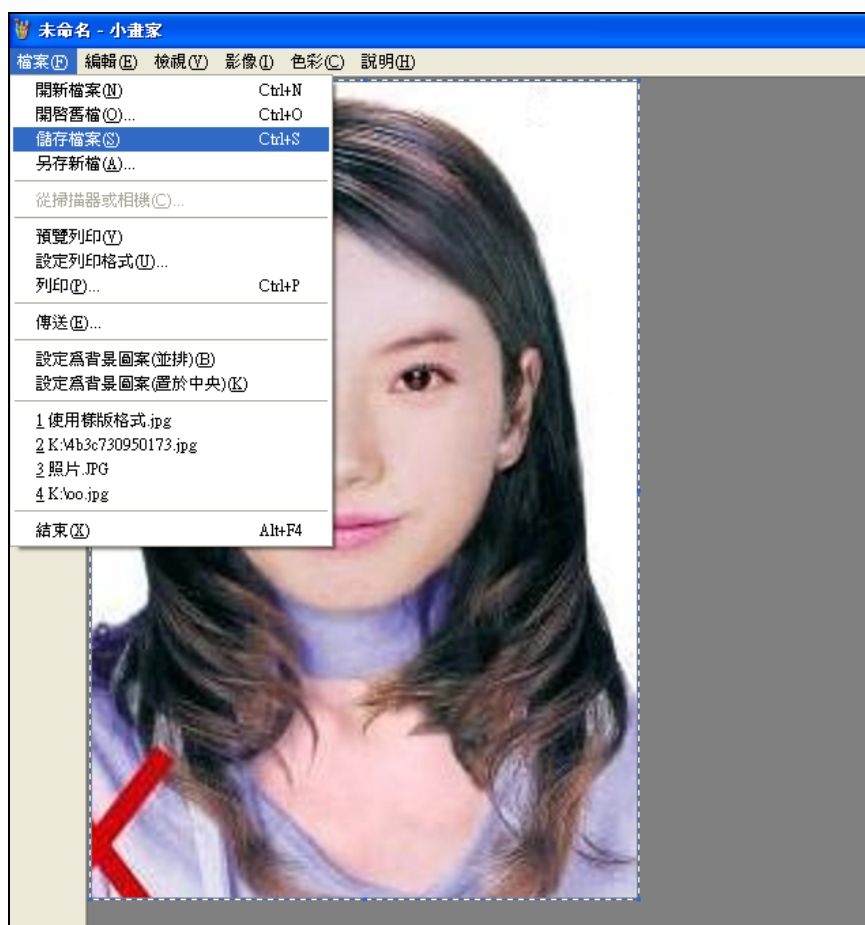 未命名 - 小畫家
檔案(F) 編輯(E) 檢視(V) 影像(I) 色彩(C) 說明(H)
開新檔案(N) Ctrl+N
開啓舊檔(O)... Ctrl+O
儲存檔案(S) Ctrl+S
另存新檔(A)...
從掃描器或相機(C)...
預覽列印(V)
設定列印格式(U)...
列印(P)... Ctrl+P
傳送(E)...
設定爲背景圖案(並排)(B)
設定爲背景圖案(置於中央)(K)
1 使用樣版格式.jpg
2 K:\4b3c730950173.jpg
3 照片.JPG
4 K:\oo.jpg
結束(X) Alt+F4